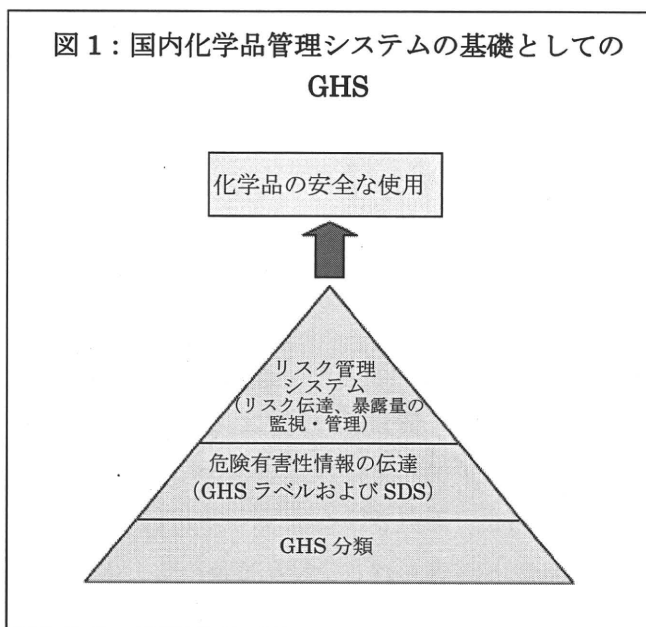 図 1：国内化学品管理システムの基礎としての
GHS
化学品の安全な使用
リスク管理
システム
（リスク伝達、暴露量の
監視・管理）
危険有害性情報の伝達
（GHS ラベルおよび SDS）
GHS 分類